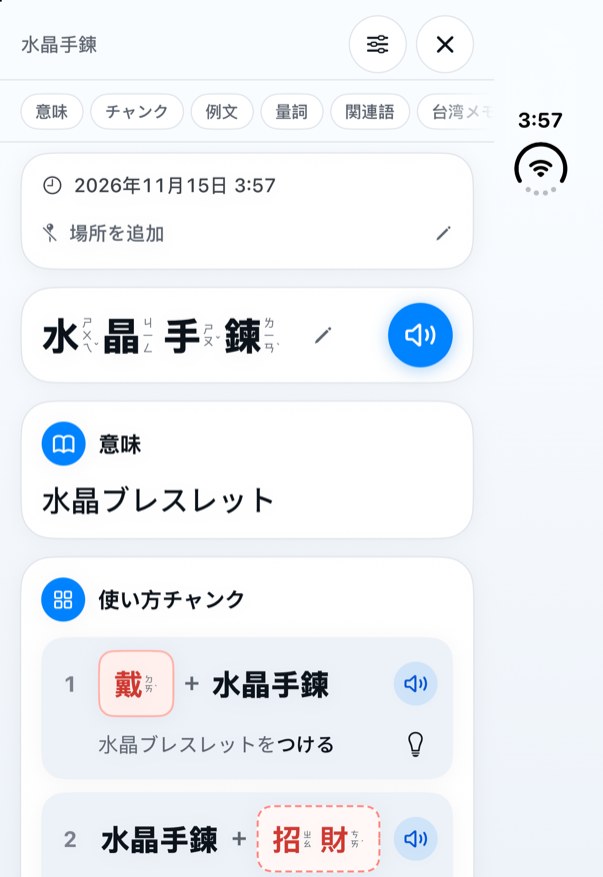 水晶手鍊
意味 チャンク 例文 量詞 関連語 台湾メモ
3:57
2026年11月15日 3:57
場所を追加
水ㄕㄨㄟˇ晶ㄐㄧㄥ手ㄕㄡˇ鍊ㄌㄧㄢˋ
意味
水晶ブレスレット
使い方チャンク
1 戴ㄉㄞˋ + 水晶手鍊
水晶ブレスレットをつける
2 水晶手鍊 + 招ㄓㄠ財ㄘㄞˊ